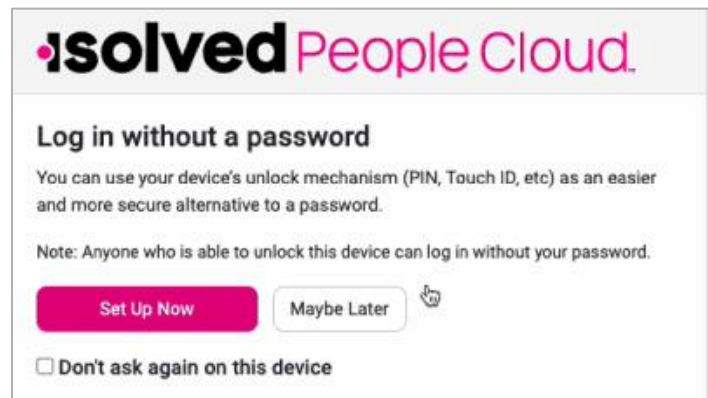 isolved People Cloud™
Log in without a password
You can use your device's unlock mechanism (PIN, Touch ID, etc) as an easier
and more secure alternative to a password.
Note: Anyone who is able to unlock this device can log in without your password.
Set Up Now
Maybe Later
Don't ask again on this device